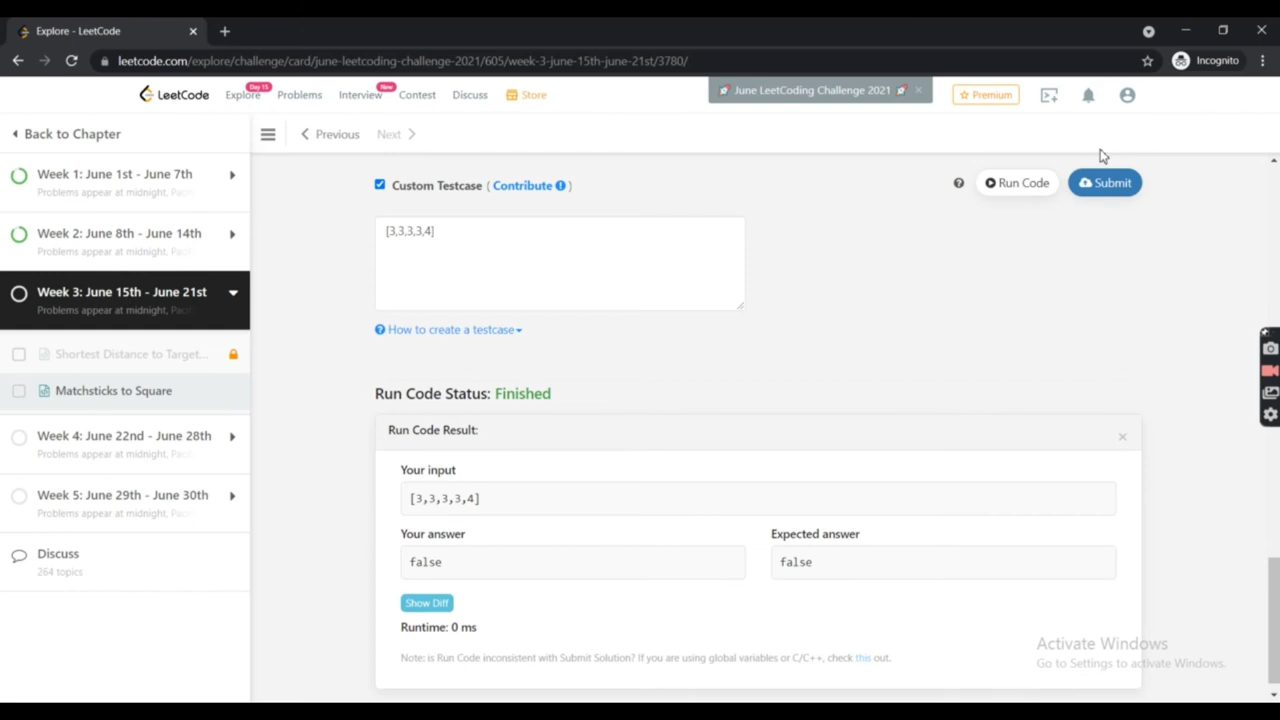 Explore - LeetCode
leetcode.com/explore/challenge/card/june-leetcoding-challenge-2021/605/week-3-june-15th-june-21st/3780/
Incognito
LeetCode
Explore
Day 15
Problems
Interview
New
Contest
Discuss
Store
June LeetCoding Challenge 2021
Premium
Back to Chapter
Previous
Next
Week 1: June 1st - June 7th
Problems appear at midnight,
Week 2: June 8th - June 14th
Problems appear at midnight,
Week 3: June 15th - June 21st
Problems appear at midnight,
Shortest Distance to Target...
Matchsticks to Square
Week 4: June 22nd - June 28th
Problems appear at midnight,
Week 5: June 29th - June 30th
Problems appear at midnight,
Discuss
264 topics
Custom Testcase ( Contribute )
Run Code
Submit
[3,3,3,3,4]
How to create a testcase
Run Code Status: Finished
Run Code Result:
Your input
[3,3,3,3,4]
Your answer
Expected answer
false
false
Show Diff
Runtime: 0 ms
Note: is Run Code inconsistent with Submit Solution? If you are using global variables or C/C++, check this out.
Activate Windows
Go to Settings to activate Windows.